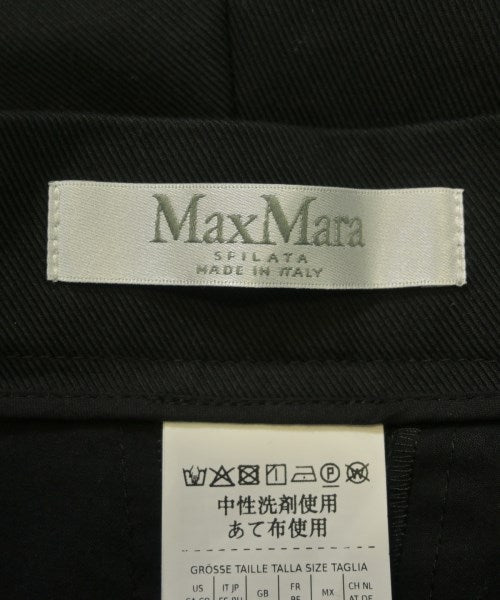 MaxMara
SFILATA
MADE IN ITALY
中性洗剤使用
あて布使用
GRÖSSE TAILLE TALLA SIZE TAGLIA
US IT JP GB FR MX CH NL